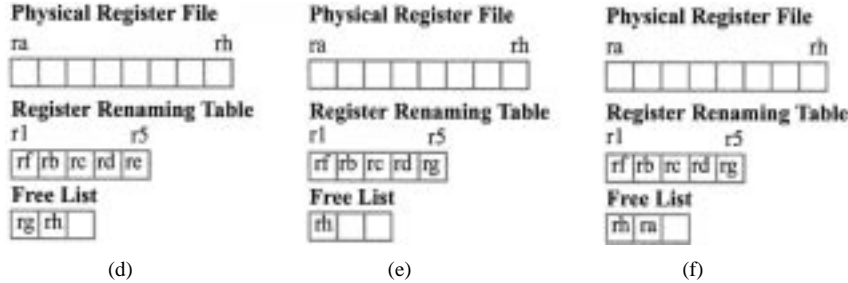 Physical Register File
ra rh
Register Renaming Table
r1 r5
rf rb rc rd re
Free List
rg rh
(d)
Physical Register File
ra rh
Register Renaming Table
r1 r5
rf rb rc rd rg
Free List
rh
(e)
Physical Register File
ra rh
Register Renaming Table
r1 r5
rf rb rc rd rg
Free List
rh ra
(f)